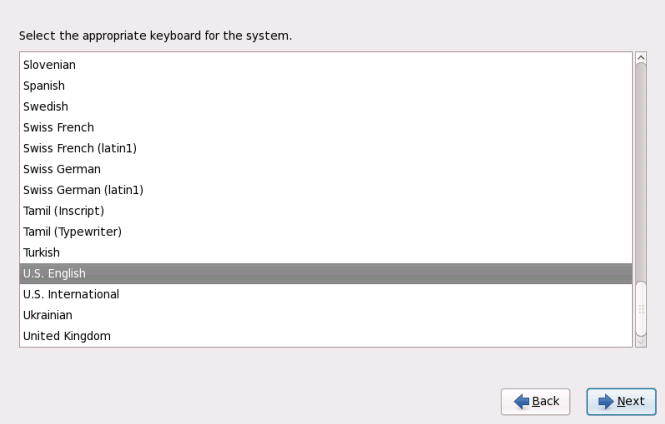 Select the appropriate keyboard for the system.
Slovenian
Spanish
Swedish
Swiss French
Swiss French (latin1)
Swiss German
Swiss German (latin1)
Tamil (Inscript)
Tamil (Typewriter)
Turkish
U.S. English
U.S. International
Ukrainian
United Kingdom
Back Next